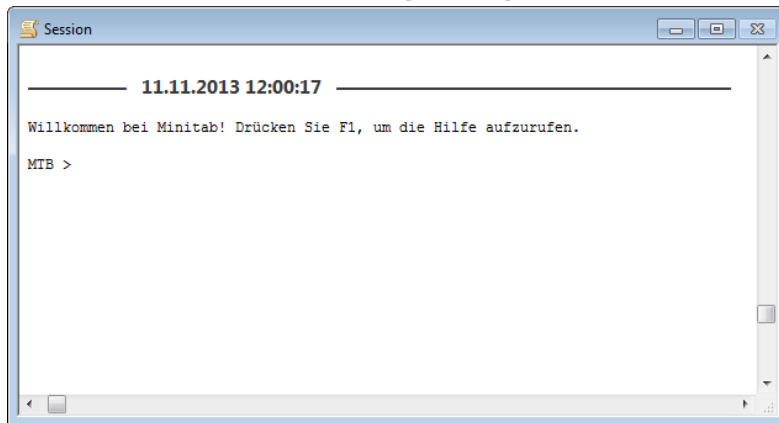 Session
11.11.2013 12:00:17
Willkommen bei Minitab! Drücken Sie F1, um die Hilfe aufzurufen.
MTB >